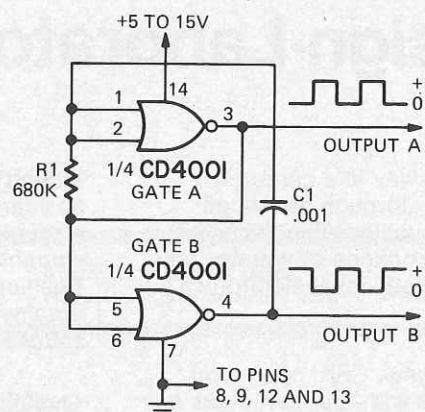 +5 TO 15V
14
1
2
3
+
0
OUTPUT A
R1
680K
1/4 CD4001
GATE A
C1
.001
GATE B
1/4 CD4001
5
6
4
7
+
0
OUTPUT B
TO PINS
8, 9, 12 AND 13